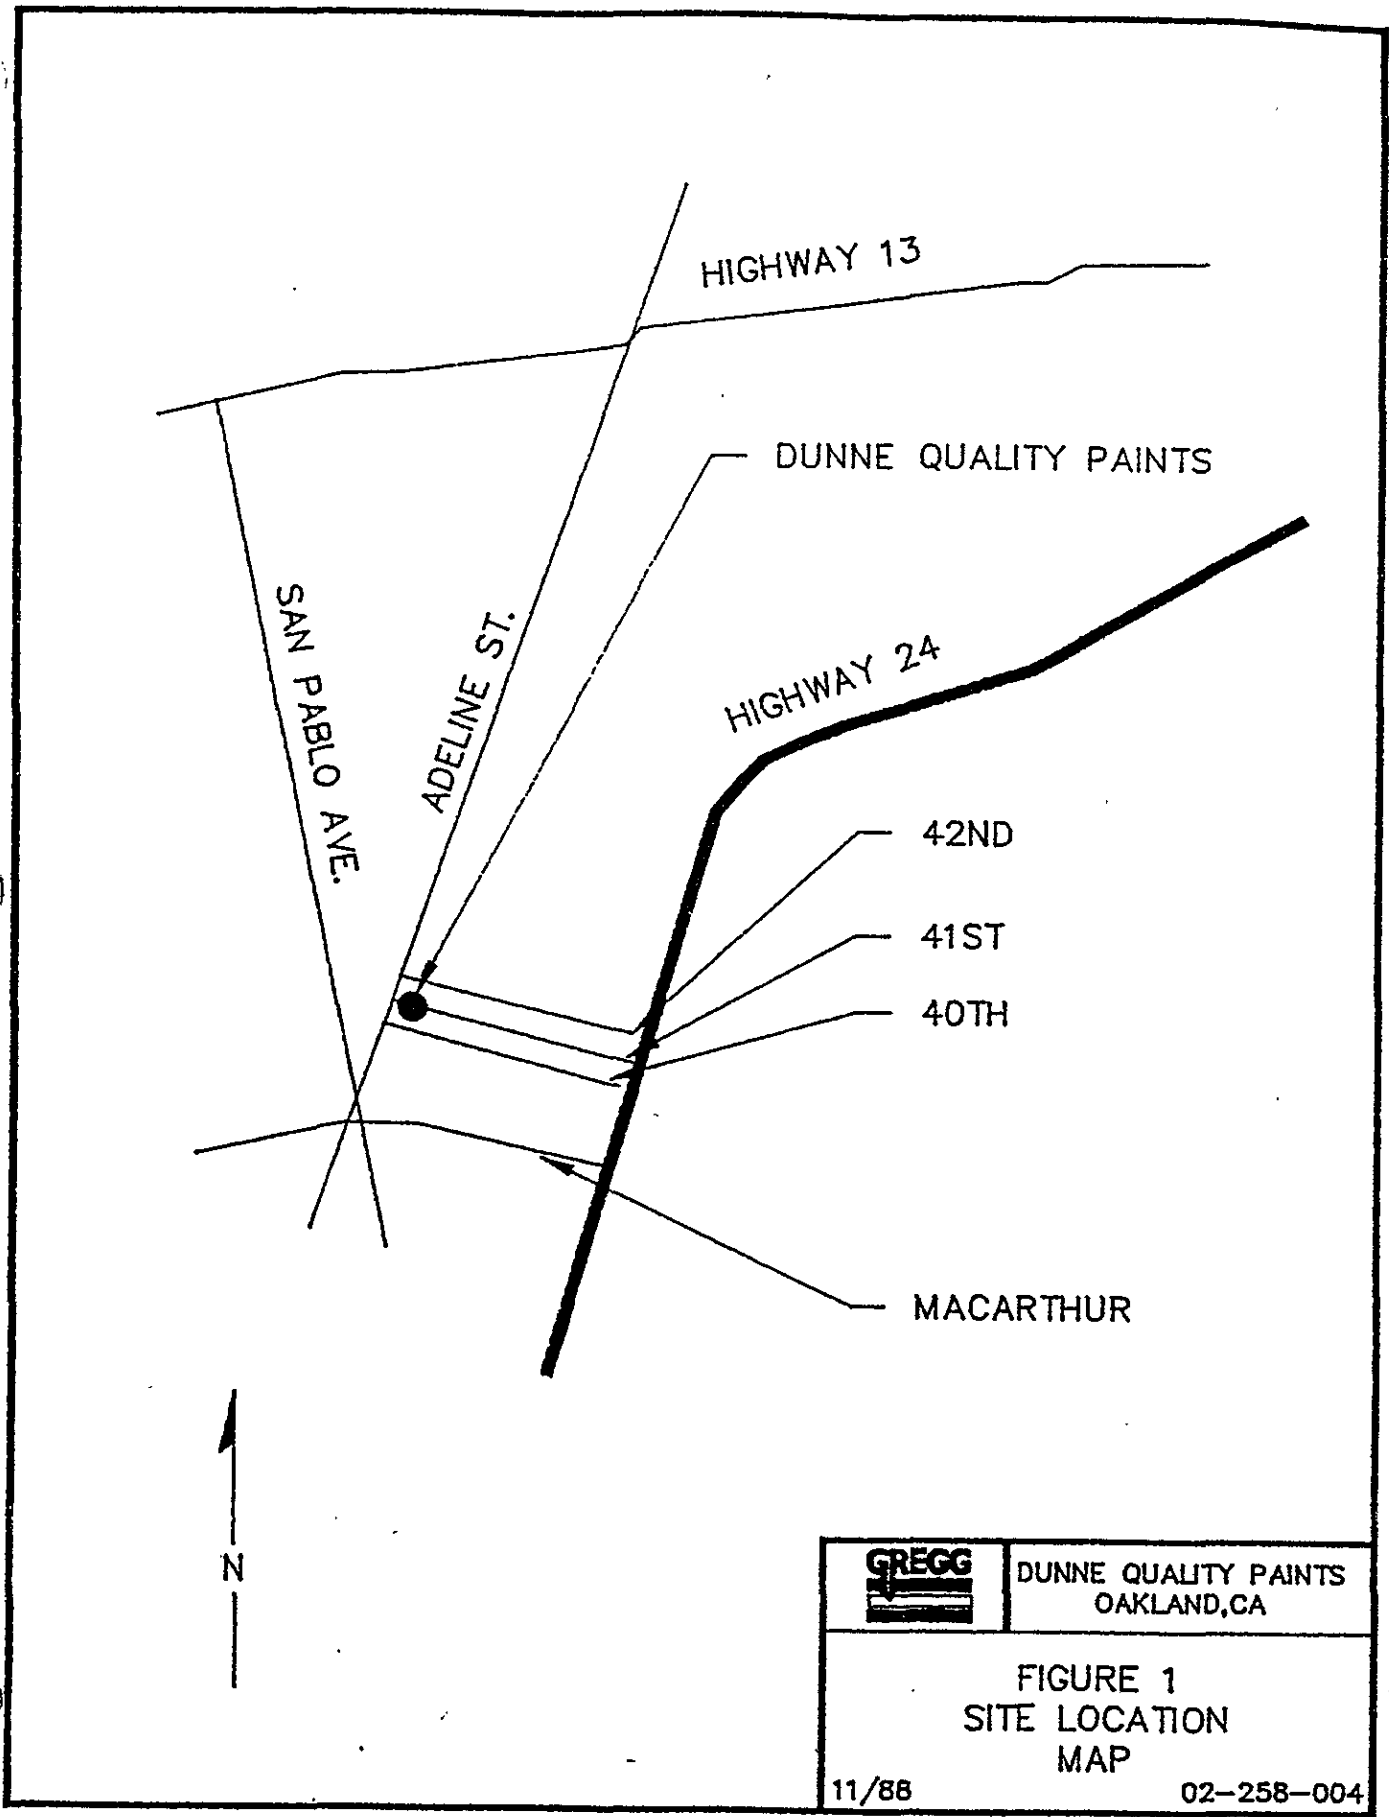 HIGHWAY 13
DUNNE QUALITY PAINTS
SAN PABLO AVE.
ADELINE ST.
HIGHWAY 24
42ND
41ST
40TH
MACARTHUR
N
GREGG
DUNNE QUALITY PAINTS
OAKLAND,CA
FIGURE 1
SITE LOCATION
MAP
11/88
02-258-004